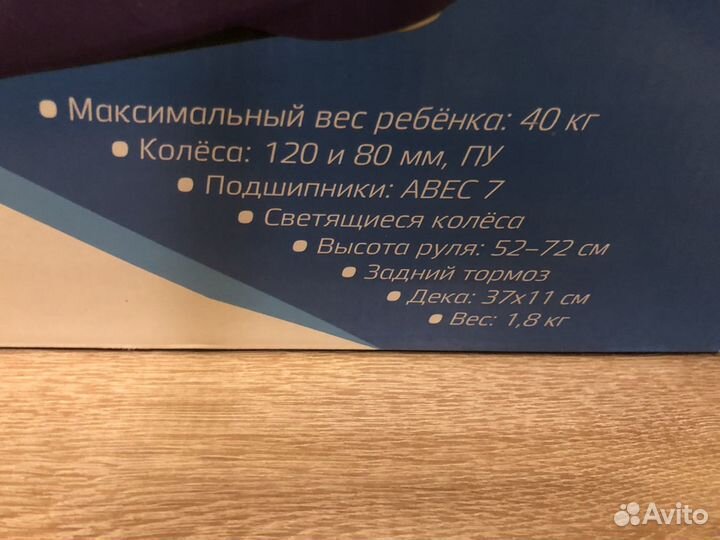 • Максимальный вес ребёнка: 40 кг
• Колёса: 120 и 80 мм, ПУ
• Подшипники: ABEC 7
• Светящиеся колёса
• Высота руля: 52–72 см
• Задний тормоз
• Дека: 37x11 см
• Вес: 1,8 кг
Avito